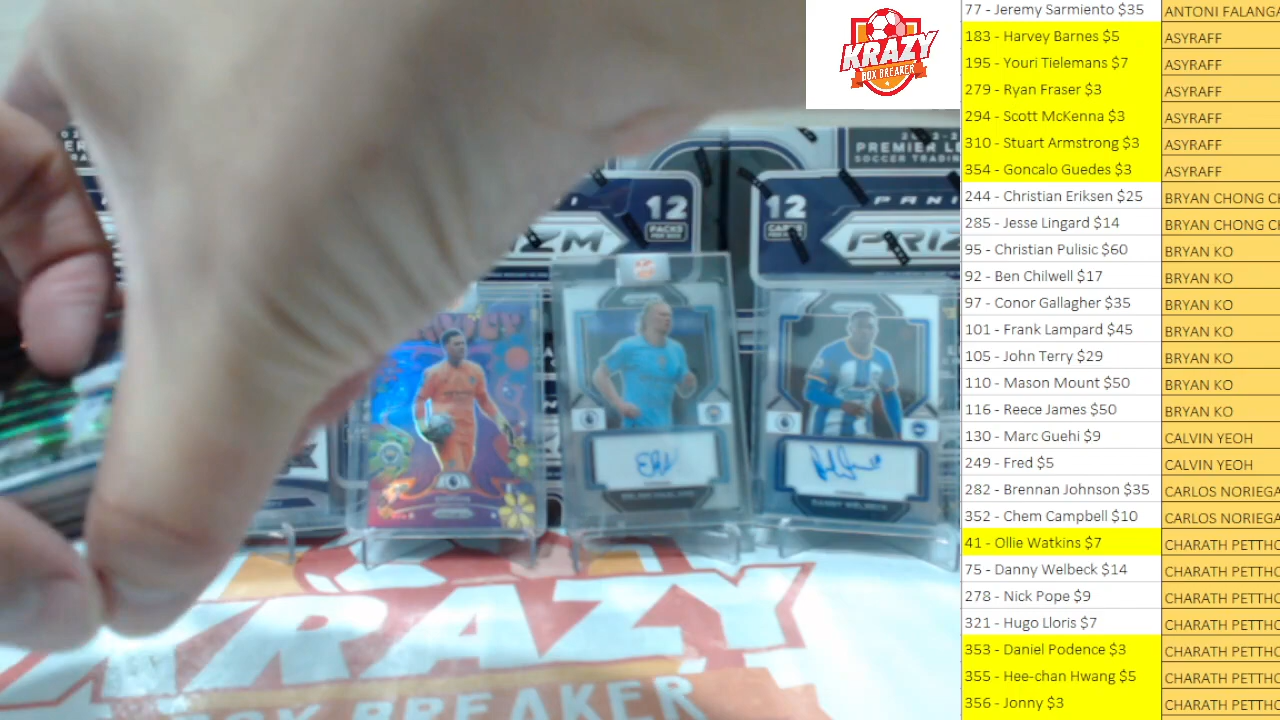 KRAZY
BOX BREAKER
PREMIER LE
SOCCER TRADIN
12
PACKS
12
CARDS
PANI
PRIZ
ERLING HAALAND
DANNY WELBECK
KRAZY
BOX BREAKER
77 - Jeremy Sarmiento $35 ANTONI FALANGA
183 - Harvey Barnes $5 ASYRAFF
195 - Youri Tielemans $7 ASYRAFF
279 - Ryan Fraser $3 ASYRAFF
294 - Scott McKenna $3 ASYRAFF
310 - Stuart Armstrong $3 ASYRAFF
354 - Goncalo Guedes $3 ASYRAFF
244 - Christian Eriksen $25 BRYAN CHONG CH
285 - Jesse Lingard $14 BRYAN CHONG CH
95 - Christian Pulisic $60 BRYAN KO
92 - Ben Chilwell $17 BRYAN KO
97 - Conor Gallagher $35 BRYAN KO
101 - Frank Lampard $45 BRYAN KO
105 - John Terry $29 BRYAN KO
110 - Mason Mount $50 BRYAN KO
116 - Reece James $50 BRYAN KO
130 - Marc Guehi $9 CALVIN YEOH
249 - Fred $5 CALVIN YEOH
282 - Brennan Johnson $35 CARLOS NORIEGA
352 - Chem Campbell $10 CARLOS NORIEGA
41 - Ollie Watkins $7 CHARATH PETTHO
75 - Danny Welbeck $14 CHARATH PETTHO
278 - Nick Pope $9 CHARATH PETTHO
321 - Hugo Lloris $7 CHARATH PETTHO
353 - Daniel Podence $3 CHARATH PETTHO
355 - Hee-chan Hwang $5 CHARATH PETTHO
356 - Jonny $3 CHARATH PETTHO